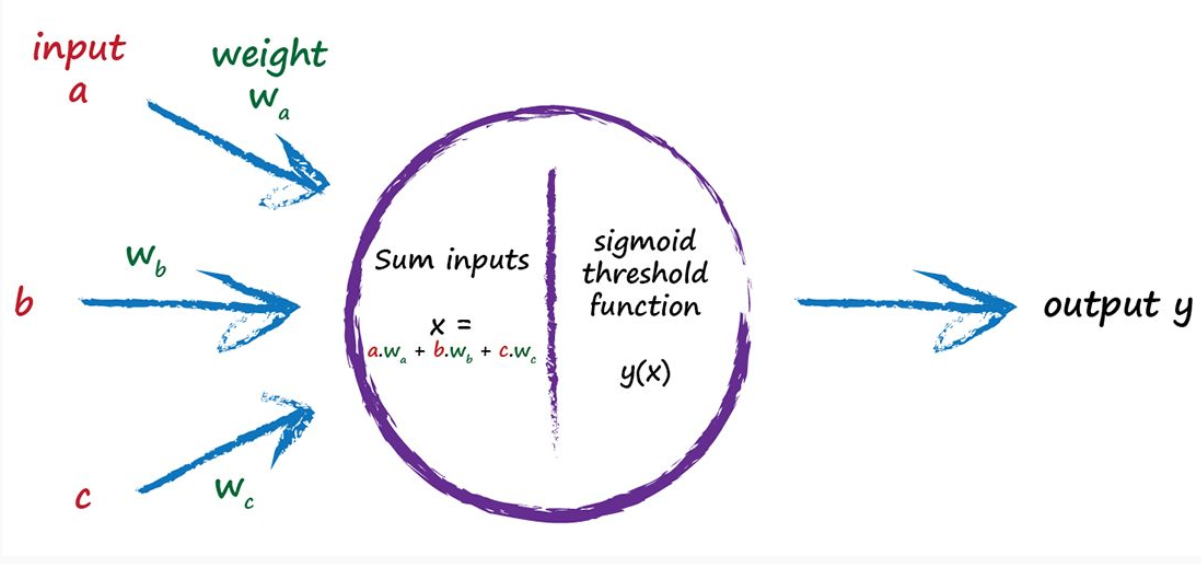 input
a
weight
wa
b
wb
c
wc
Sum inputs
x =
a.wa + b.wb + c.wc
sigmoid
threshold
function
y(x)
output y